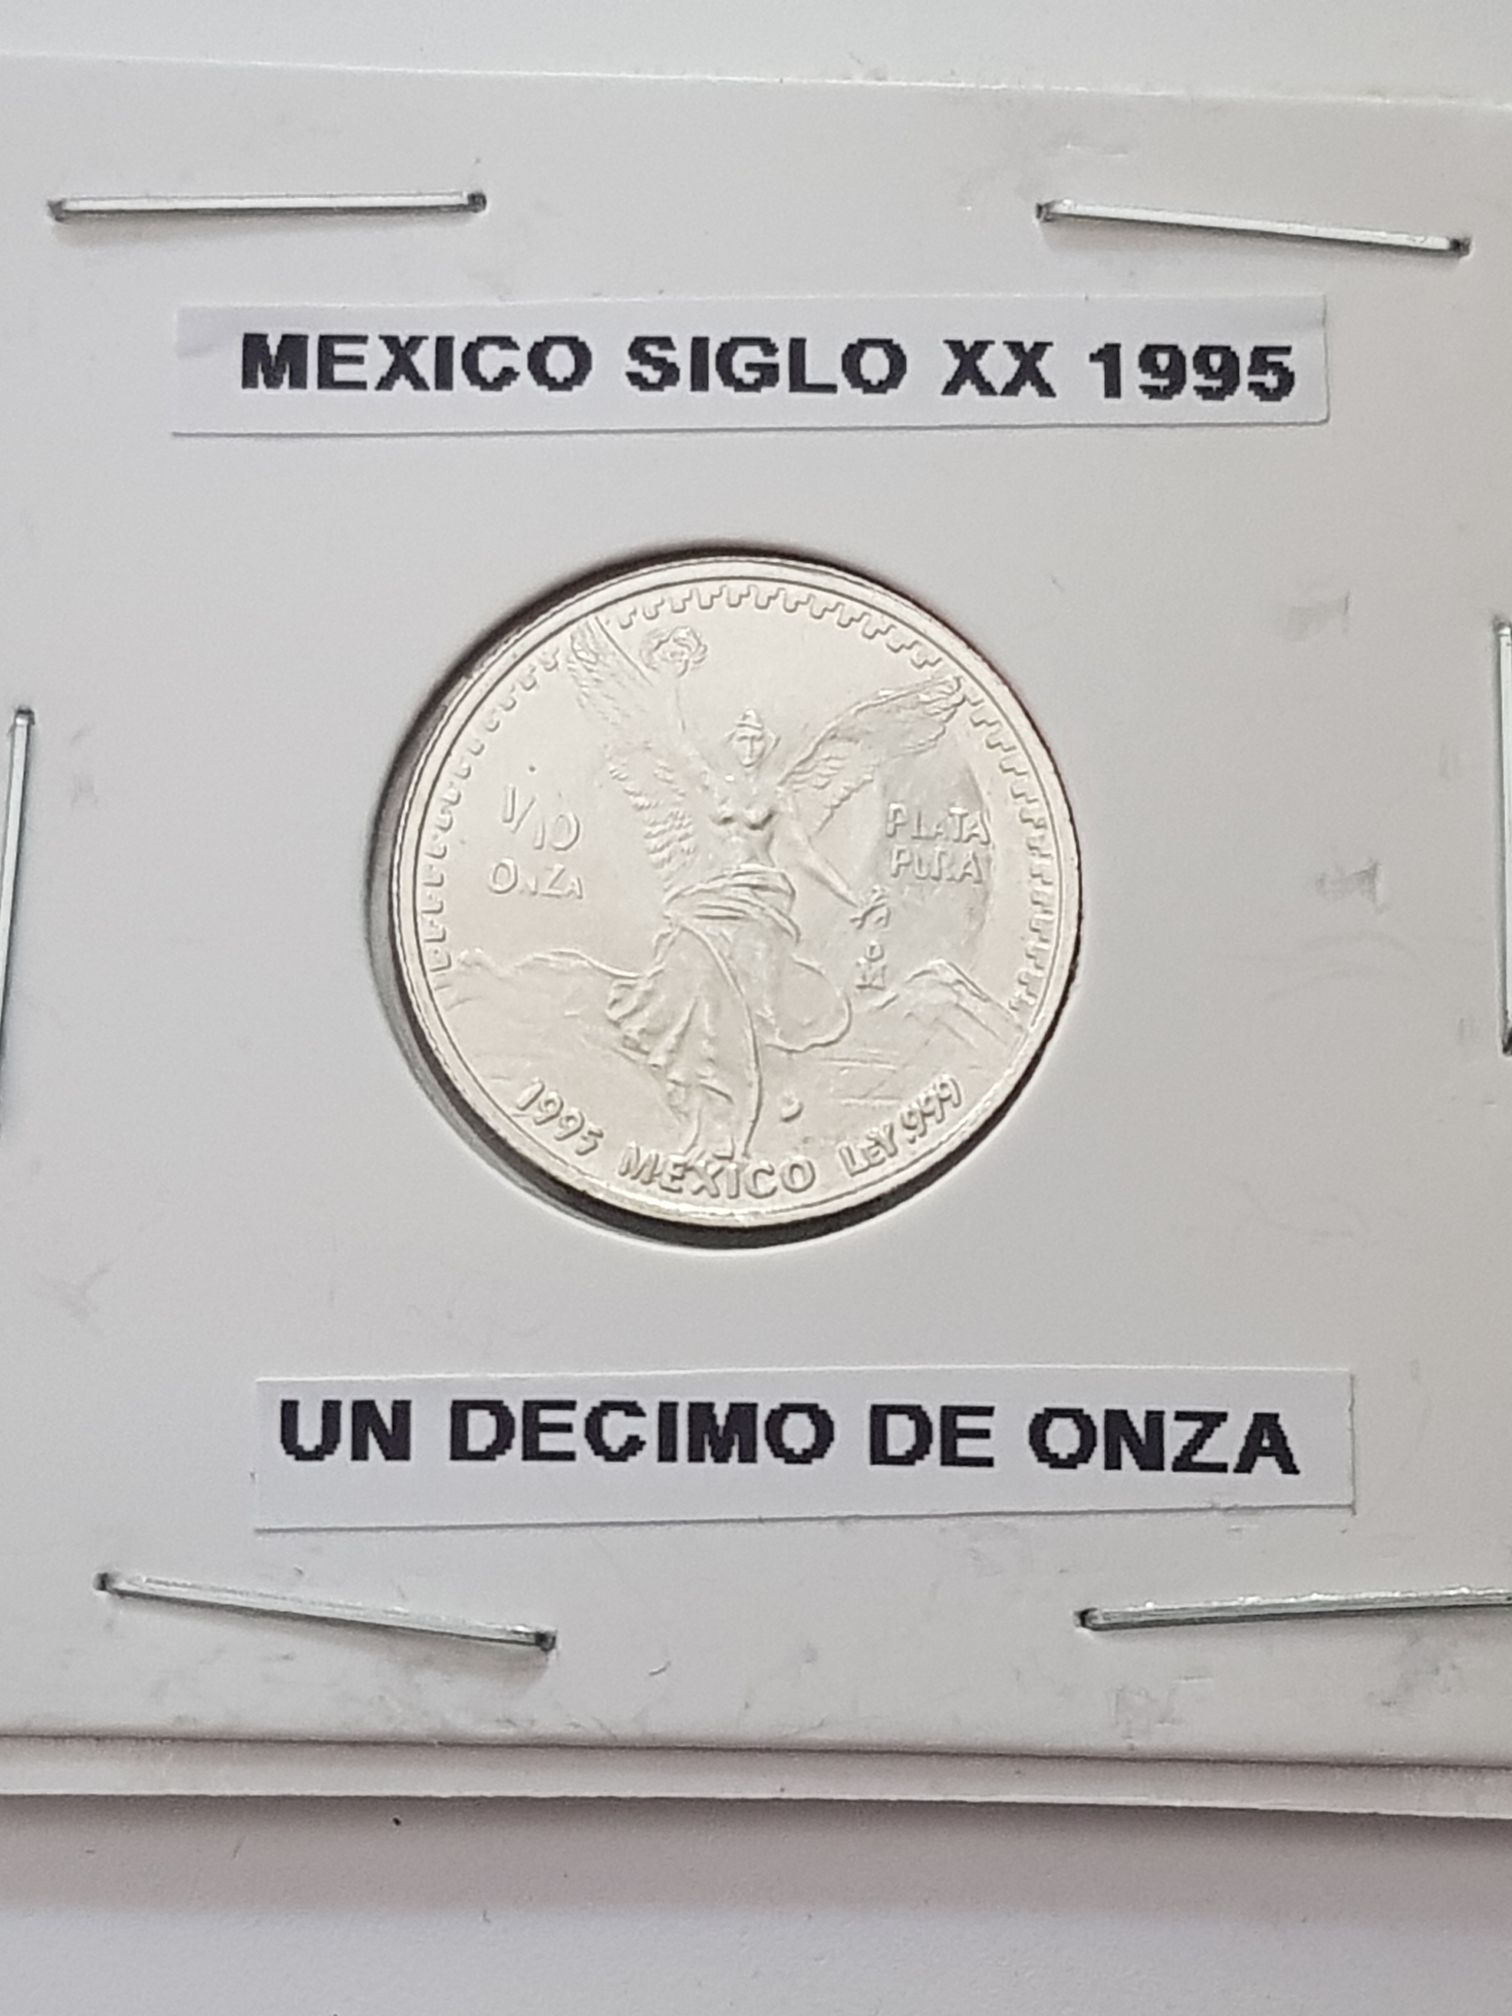 MEXICO SIGLO XX 1995
1/10
ONZA
PLATA
PURA
1995 MEXICO LEY .999
UN DECIMO DE ONZA